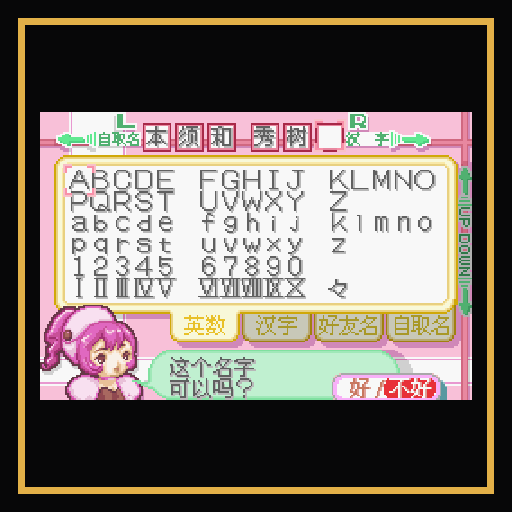 L R
自取名 本须和 秀树 汉字
ABCDE FGHIJ KLMNO
PQRST UVWXY Z
abcde fghij klmno
pqrst uvwxy z
12345 67890
ⅠⅡⅢⅣⅤ ⅥⅦⅧⅨⅩ 々
UP DOWN
英数 汉字 好友名 自取名
这个名字
可以吗?
好/不好